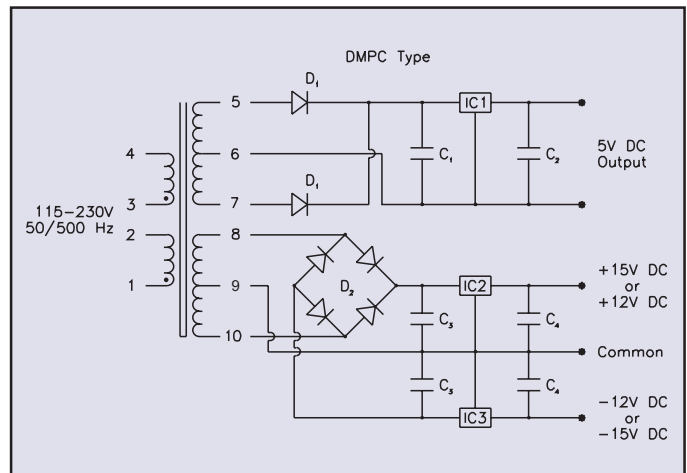 DMPC Type
D₁
5
IC1
4
6
C₁
C₂
5V DC
Output
3
D₁
7
115-230V
50/500 Hz
2
8
1
9
D₂
IC2
+15V DC
or
+12V DC
C₃
C₄
10
Common
C₃
C₄
IC3
-12V DC
or
-15V DC